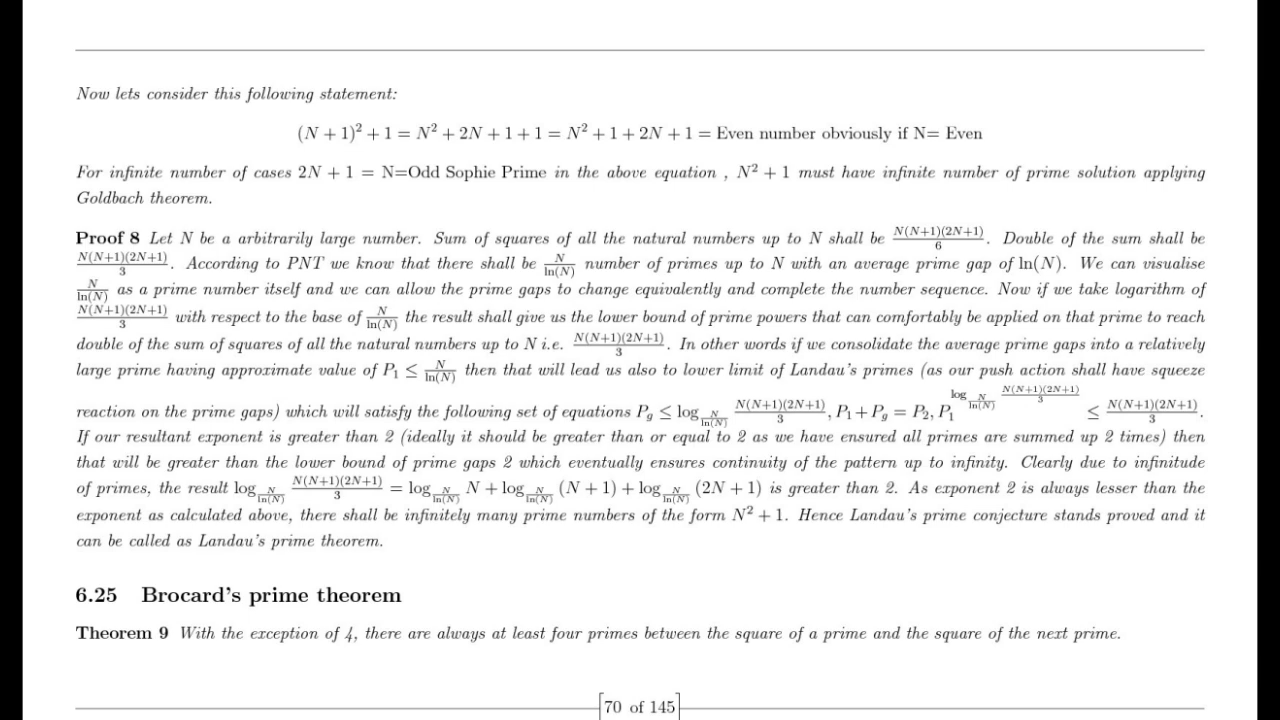 Now lets consider this following statement:
(N + 1)² + 1 = N² + 2N + 1 + 1 = N² + 1 + 2N + 1 = Even number obviously if N= Even
For infinite number of cases 2N + 1 = N=Odd Sophie Prime in the above equation , N² + 1 must have infinite number of prime solution applying
Goldbach theorem.
Proof 8 Let N be a arbitrarily large number. Sum of squares of all the natural numbers up to N shall be N(N+1)(2N+1)/6. Double of the sum shall be
N(N+1)(2N+1)/3. According to PNT we know that there shall be N/ln(N) number of primes up to N with an average prime gap of ln(N). We can visualise
N/ln(N) as a prime number itself and we can allow the prime gaps to change equivalently and complete the number sequence. Now if we take logarithm of
N(N+1)(2N+1)/3 with respect to the base of N/ln(N) the result shall give us the lower bound of prime powers that can comfortably be applied on that prime to reach
double of the sum of squares of all the natural numbers up to N i.e. N(N+1)(2N+1)/3. In other words if we consolidate the average prime gaps into a relatively
large prime having approximate value of P₁ ≤ N/ln(N) then that will lead us also to lower limit of Landau's primes (as our push action shall have squeeze
reaction on the prime gaps) which will satisfy the following set of equations P_g ≤ log_{N/ln(N)} N(N+1)(2N+1)/3, P₁ + P_g = P₂, P₁^{log_{N/ln(N)} N(N+1)(2N+1)/3} ≤ N(N+1)(2N+1)/3.
If our resultant exponent is greater than 2 (ideally it should be greater than or equal to 2 as we have ensured all primes are summed up 2 times) then
that will be greater than the lower bound of prime gaps 2 which eventually ensures continuity of the pattern up to infinity. Clearly due to infinitude
of primes, the result log_{N/ln(N)} N(N+1)(2N+1)/3 = log_{N/ln(N)} N + log_{N/ln(N)} (N + 1) + log_{N/ln(N)} (2N + 1) is greater than 2. As exponent 2 is always lesser than the
exponent as calculated above, there shall be infinitely many prime numbers of the form N² + 1. Hence Landau's prime conjecture stands proved and it
can be called as Landau's prime theorem.
6.25 Brocard's prime theorem
Theorem 9 With the exception of 4, there are always at least four primes between the square of a prime and the square of the next prime.
70 of 145